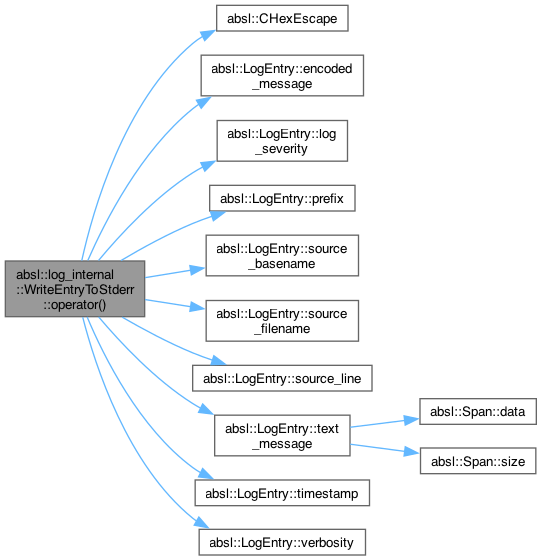 absl::CHexEscape
absl::LogEntry::encoded
_message
absl::LogEntry::log
_severity
absl::LogEntry::prefix
absl::log_internal
::WriteEntryToStderr
::operator()
absl::LogEntry::source
_basename
absl::LogEntry::source
_filename
absl::LogEntry::source_line
absl::LogEntry::text
_message
absl::Span::data
absl::Span::size
absl::LogEntry::timestamp
absl::LogEntry::verbosity